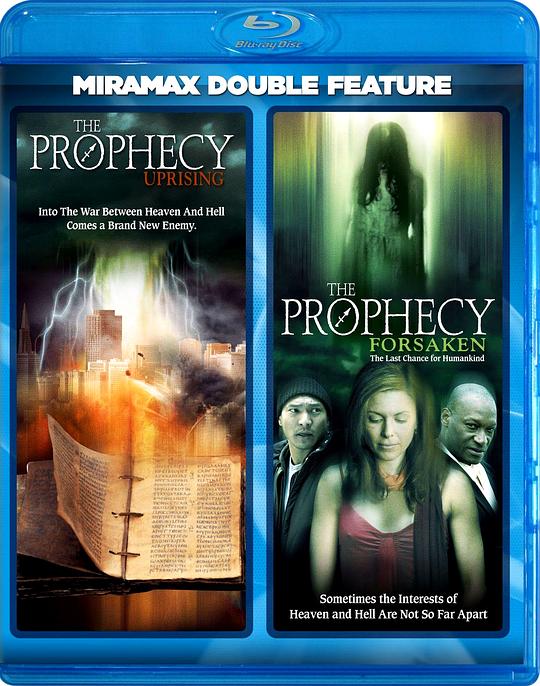 Blu-ray Disc
MIRAMAX DOUBLE FEATURE
THE
PROPHECY
UPRISING
Into The War Between Heaven And Hell
Comes a Brand New Enemy.
THE
PROPHECY
FORSAKEN
The Last Chance for Humankind
Sometimes the Interests of
Heaven and Hell Are Not So Far Apart